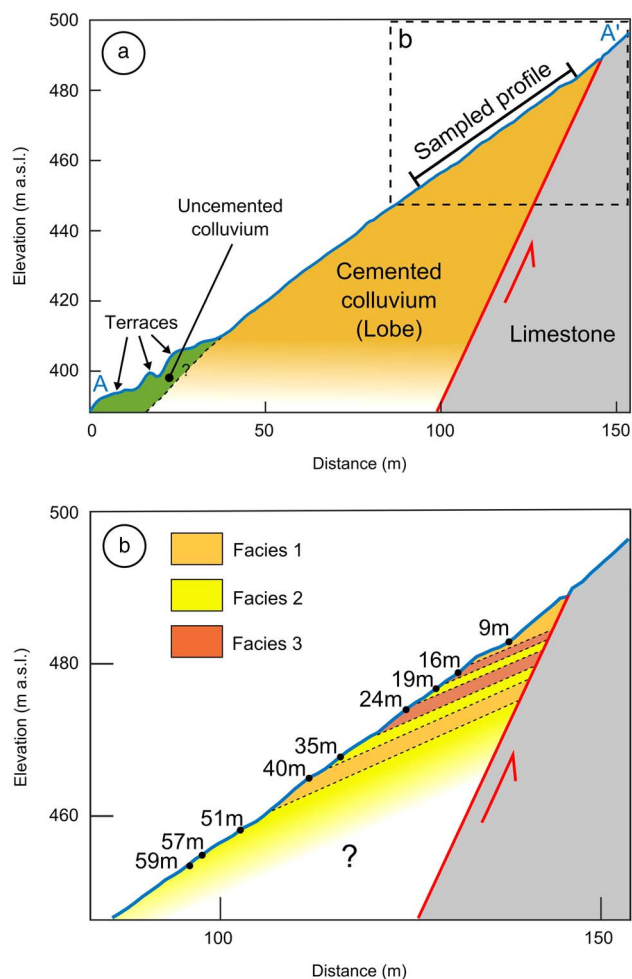 a
500
480
460
440
420
400
Elevation (m a.s.l.)
A'
b
Sampled profile
Uncemented
colluvium
Terraces
A
?
Cemented
colluvium
(Lobe)
Limestone
0
50
100
150
Distance (m)
b
500
480
460
Elevation (m a.s.l.)
Facies 1
Facies 2
Facies 3
9m
16m
19m
24m
35m
40m
51m
57m
59m
?
100
150
Distance (m)